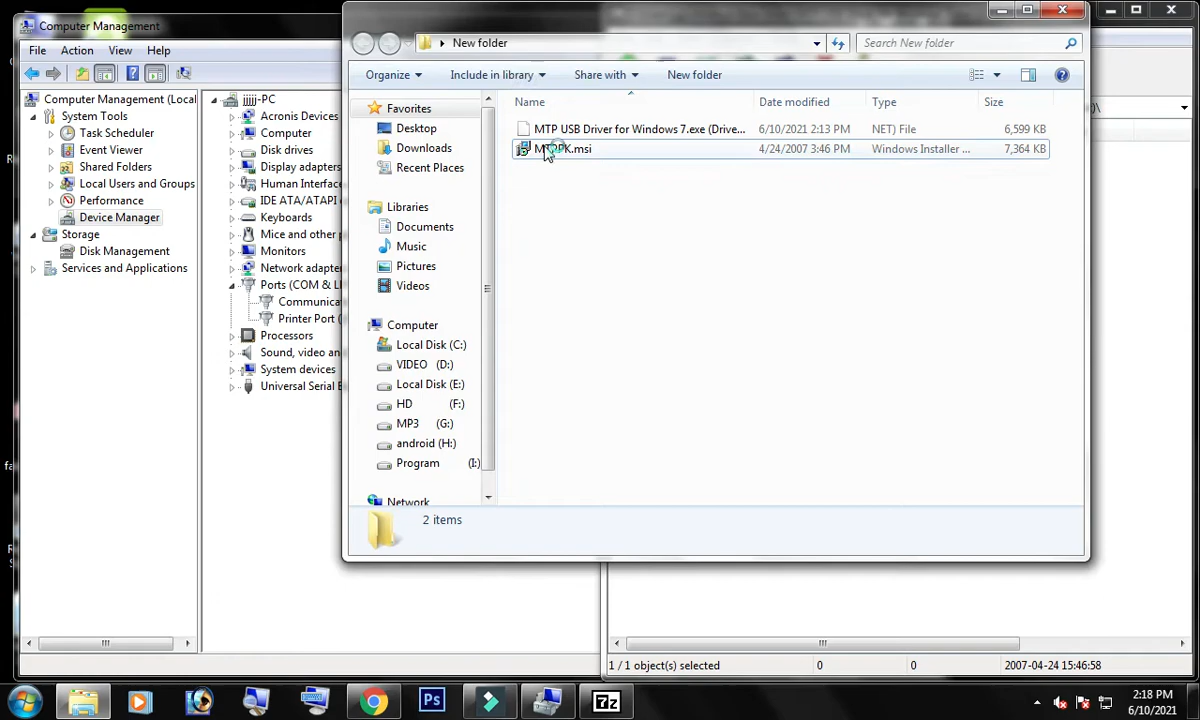 Computer Management
File Action View Help
Computer Management (Local
System Tools
Task Scheduler
Event Viewer
Shared Folders
Local Users and Groups
Performance
Device Manager
Storage
Disk Management
Services and Applications
jjjjj-PC
Acronis Devices
Computer
Disk drives
Display adapters
Human Interface
IDE ATA/ATAPI
Keyboards
Mice and other
Monitors
Network adapte
Ports (COM & L
Communica
Printer Port (
Processors
Sound, video an
System devices
Universal Serial
New folder
Search New folder
Organize Include in library Share with New folder
Favorites
Desktop
Downloads
Recent Places
Libraries
Documents
Music
Pictures
Videos
Computer
Local Disk (C:)
VIDEO (D:)
Local Disk (E:)
HD (F:)
MP3 (G:)
android (H:)
Program (I:)
Network
Name Date modified Type Size
MTP USB Driver for Windows 7.exe (Drive... 6/10/2021 2:13 PM NET) File 6,599 KB
MTPPK.msi 4/24/2007 3:46 PM Windows Installer ... 7,364 KB
2 items
1 / 1 object(s) selected 0 0 2007-04-24 15:46:58
Ps
7z
2:18 PM
6/10/2021